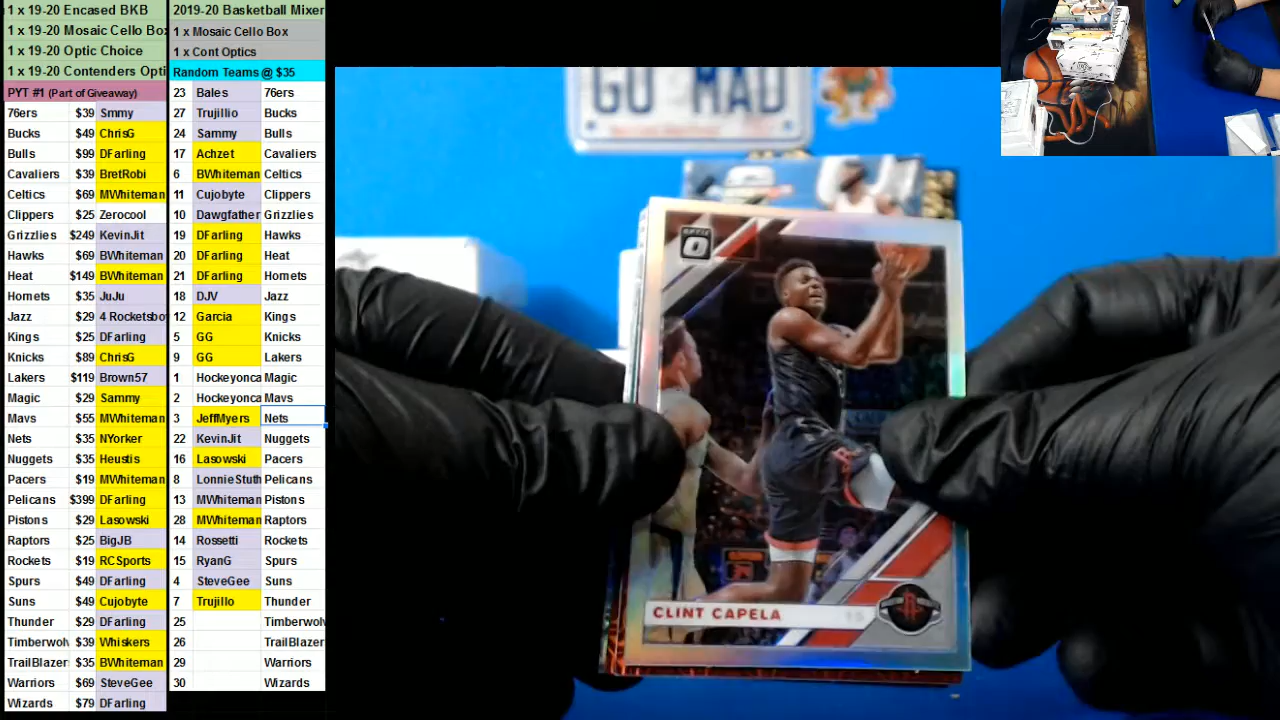 1 x 19-20 Encased BKB
1 x 19-20 Mosaic Cello Box
1 x 19-20 Optic Choice
1 x 19-20 Contenders Opti
PYT #1 (Part of Giveaway)
76ers $39 Smmy
Bucks $49 ChrisG
Bulls $99 DFarling
Cavaliers $39 BretRobi
Celtics $69 MWhiteman
Clippers $25 Zerocool
Grizzlies $249 KevinJit
Hawks $69 BWhiteman
Heat $149 BWhiteman
Hornets $35 JuJu
Jazz $29 4 Rocketsbo
Kings $25 DFarling
Knicks $89 ChrisG
Lakers $119 Brown57
Magic $29 Sammy
Mavs $55 MWhiteman
Nets $35 NYorker
Nuggets $35 Heustis
Pacers $19 MWhiteman
Pelicans $399 DFarling
Pistons $29 Lasowski
Raptors $25 BigJB
Rockets $19 RCSports
Spurs $49 DFarling
Suns $49 Cujobyte
Thunder $29 DFarling
Timberwolv $39 Whiskers
TrailBlazer $35 BWhiteman
Warriors $69 SteveGee
Wizards $79 DFarling
2019-20 Basketball Mixer
1 x Mosaic Cello Box
1 x Cont Optics
Random Teams @ $35
23 Bales 76ers
27 Trujillio Bucks
24 Sammy Bulls
17 Achzet Cavaliers
6 BWhiteman Celtics
11 Cujobyte Clippers
10 Dawgfather Grizzlies
19 DFarling Hawks
20 DFarling Heat
21 DFarling Hornets
18 DJV Jazz
12 Garcia Kings
5 GG Knicks
9 GG Lakers
1 Hockeyonca Magic
2 Hockeyonca Mavs
3 JeffMyers Nets
22 KevinJit Nuggets
16 Lasowski Pacers
8 LonnieStuth Pelicans
13 MWhiteman Pistons
28 MWhiteman Raptors
14 Rossetti Rockets
15 RyanG Spurs
4 SteveGee Suns
7 Trujillo Thunder
25 Timberwolv
26 TrailBlazer
29 Warriors
30 Wizards
GO MAD
CLINT CAPELA